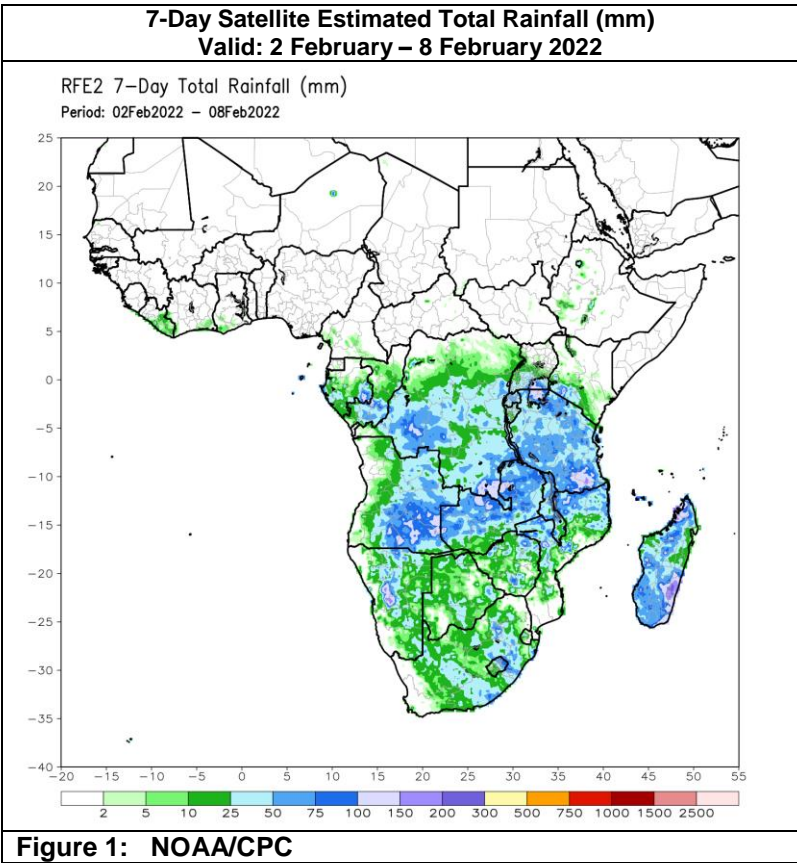 7-Day Satellite Estimated Total Rainfall (mm)
Valid: 2 February – 8 February 2022
RFE2 7-Day Total Rainfall (mm)
Period: 02Feb2022 - 08Feb2022
25
20
15
10
5
0
-5
-10
-15
-20
-25
-30
-35
-40
-20 -15 -10 -5 0 5 10 15 20 25 30 35 40 45 50 55
2 5 10 25 50 75 100 150 200 300 500 750 1000 1500 2500
Figure 1: NOAA/CPC